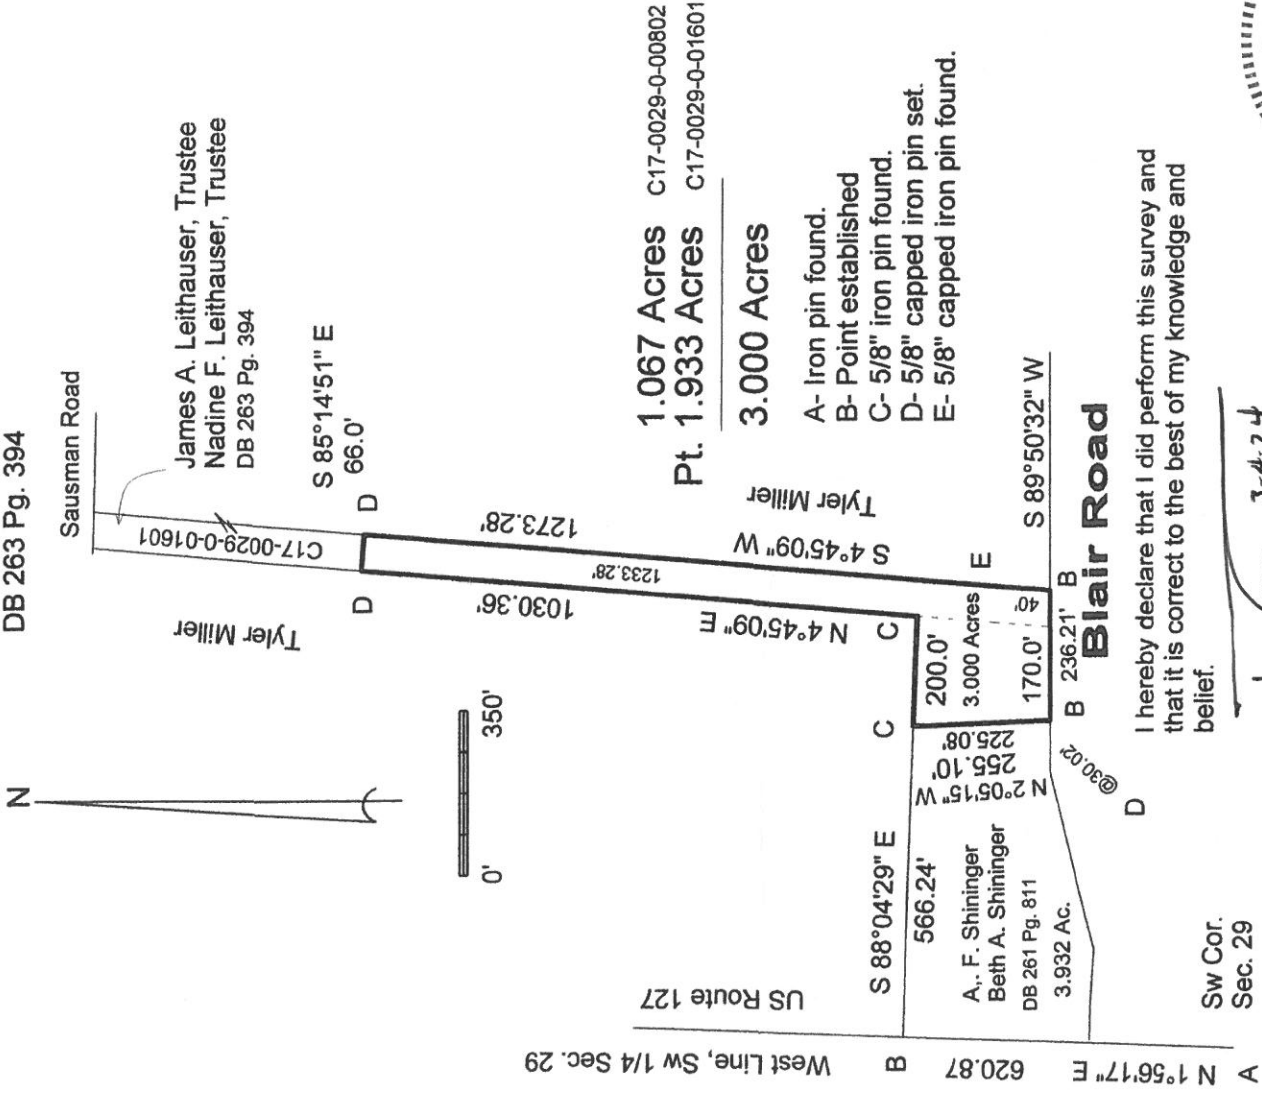 DB 263 Pg. 394
Sausman Road
James A. Leithauser, Trustee
Nadine F. Leithauser, Trustee
DB 263 Pg. 394
C17-0029-0-01601
S 85°14'51" E
66.0'
D
D
N
0'
350'
Tyler Miller
1030.36'
N 4°45'09" E
1233.28'
1273.28'
S 4°45'09" W
Tyler Miller
1.067 Acres C17-0029-0-00802
Pt. 1.933 Acres C17-0029-0-01601
3.000 Acres
A- Iron pin found.
B- Point established
C- 5/8" iron pin found.
D- 5/8" capped iron pin set.
E- 5/8" capped iron pin found.
C
C
E
200.0'
3.000 Acres
170.0'
40'
B
236.21'
B
S 89°50'32" W
Blair Road
225.08'
255.10'
N 2°05'15" W
@30.02'
D
US Route 127
West Line, Sw 1/4 Sec. 29
S 88°04'29" E
566.24'
A,. F. Shininger
Beth A. Shininger
DB 261 Pg. 811
3.932 Ac.
B
620.87
N 1°56'17" E
A
Sw Cor.
Sec. 29
I hereby declare that I did perform this survey and
that it is correct to the best of my knowledge and
belief.